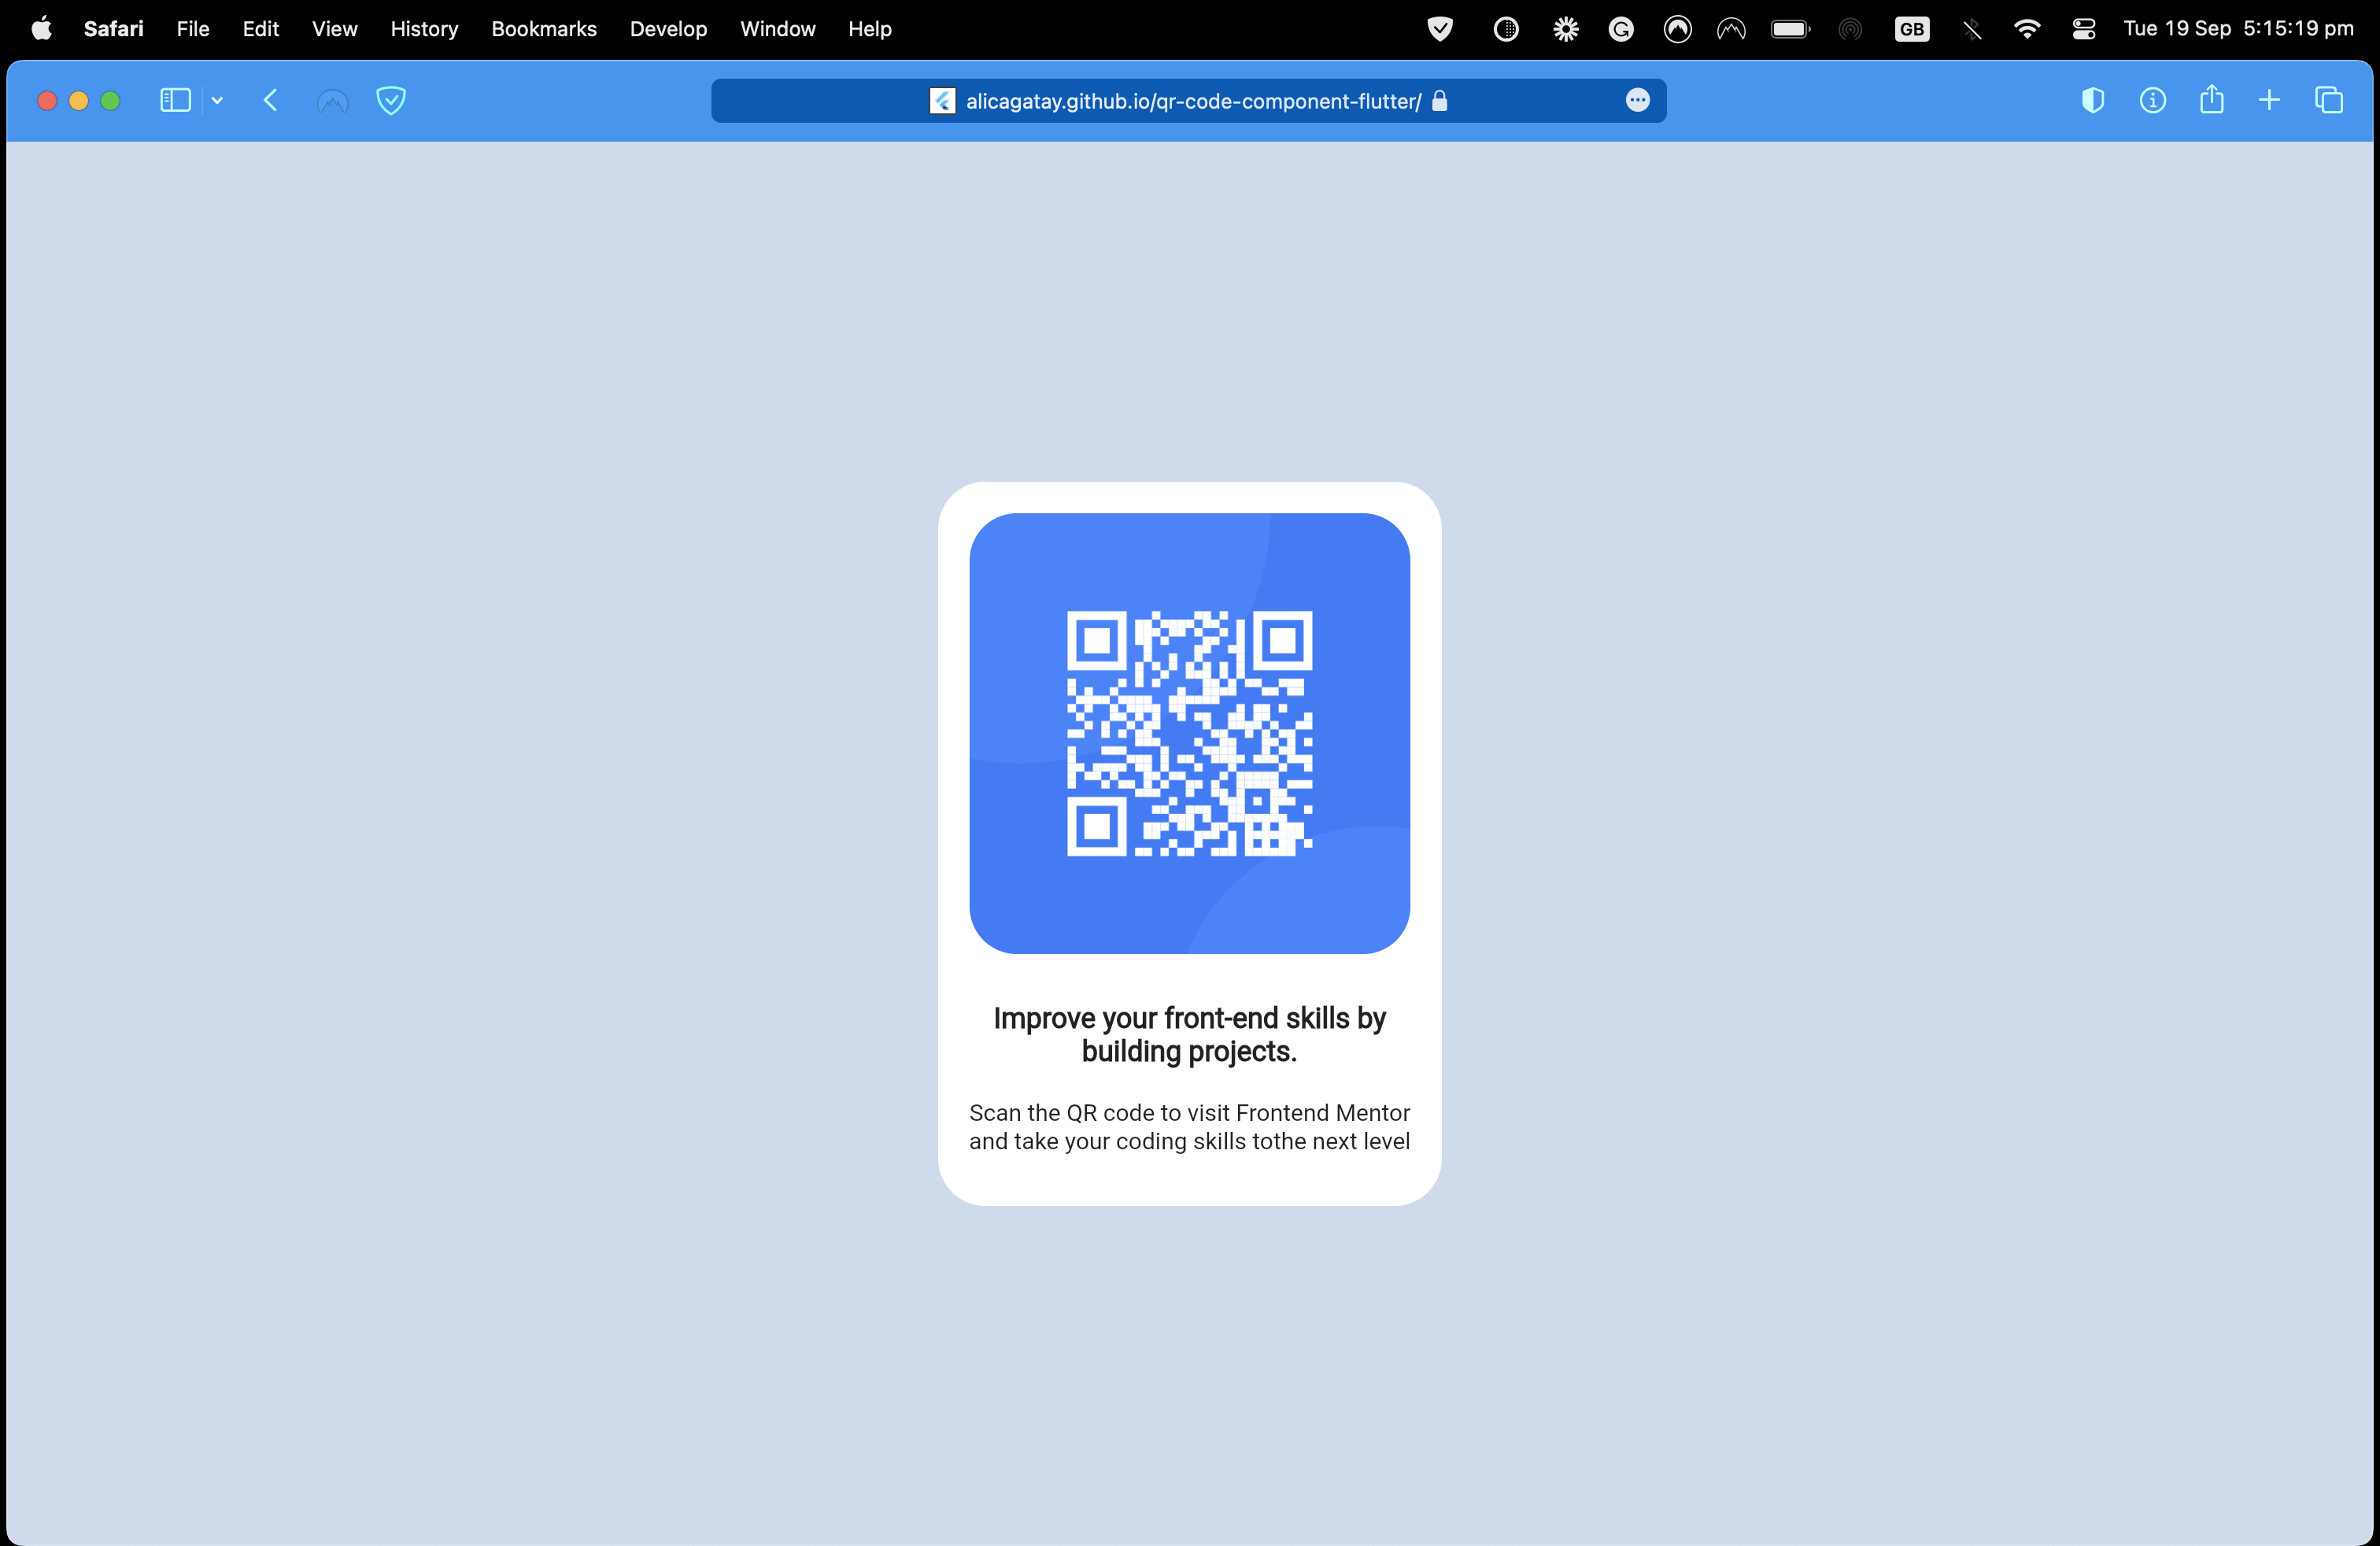 Safari File Edit View History Bookmarks Develop Window Help GB Tue 19 Sep 5:15:19 pm
alicagatay.github.io/qr-code-component-flutter/
Improve your front-end skills by
building projects.
Scan the QR code to visit Frontend Mentor
and take your coding skills tothe next level